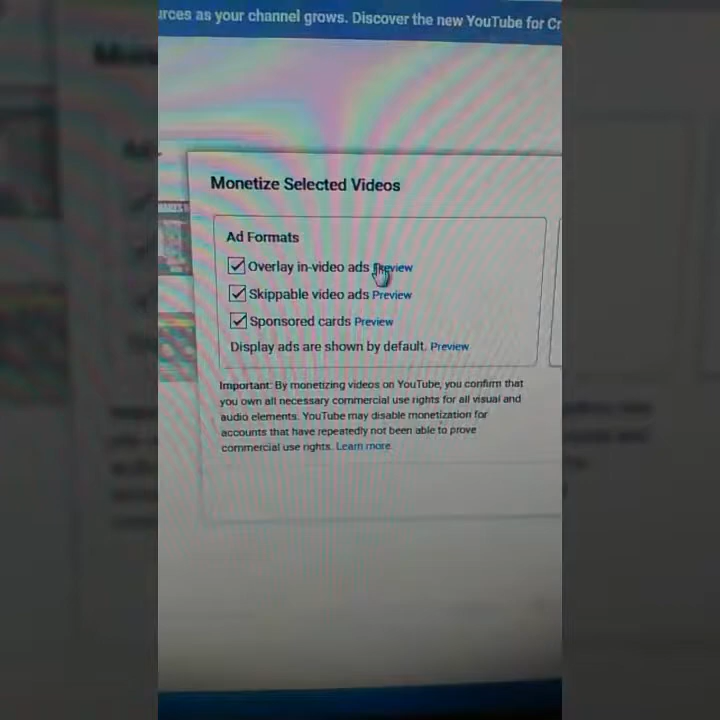 as your channel grows. Discover the new YouTube for
Monetize Selected Videos
Ad Formats
Overlay in-video ads Preview
Skippable video ads Preview
Sponsored cards Preview
Display ads are shown by default. Preview
Important: By monetizing videos on YouTube, you confirm that
you own all necessary commercial use rights for all visual and
audio elements. YouTube may disable monetization for
accounts that have repeatedly not been able to prove
commercial use rights. Learn more.